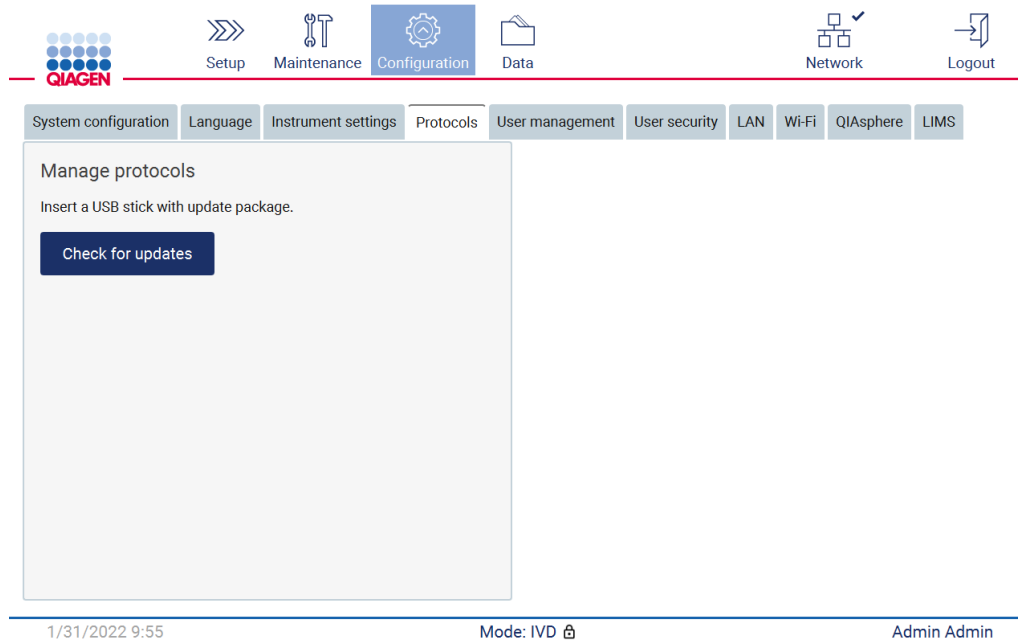 QIAGEN
Setup Maintenance Configuration Data Network Logout
System configuration Language Instrument settings Protocols User management User security LAN Wi-Fi QIAsphere LIMS
Manage protocols
Insert a USB stick with update package.
Check for updates
1/31/2022 9:55 Mode: IVD Admin Admin